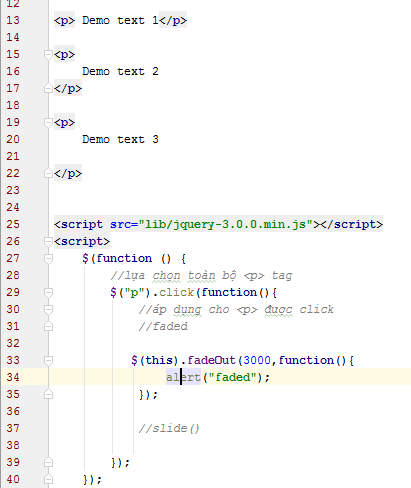 12
13 <p> Demo text 1</p>
14
15 <p>
16 Demo text 2
17 </p>
18
19 <p>
20 Demo text 3
21
22 </p>
23
24
25 <script src="lib/jquery-3.0.0.min.js"></script>
26 <script>
27 $(function () {
28 //lựa chọn toàn bộ <p> tag
29 $("p").click(function(){
30 //áp dụng cho <p> được click
31 //faded
32
33 $(this).fadeOut(3000,function(){
34 alert("faded");
35 });
36
37 //slide()
38
39 });
40 });